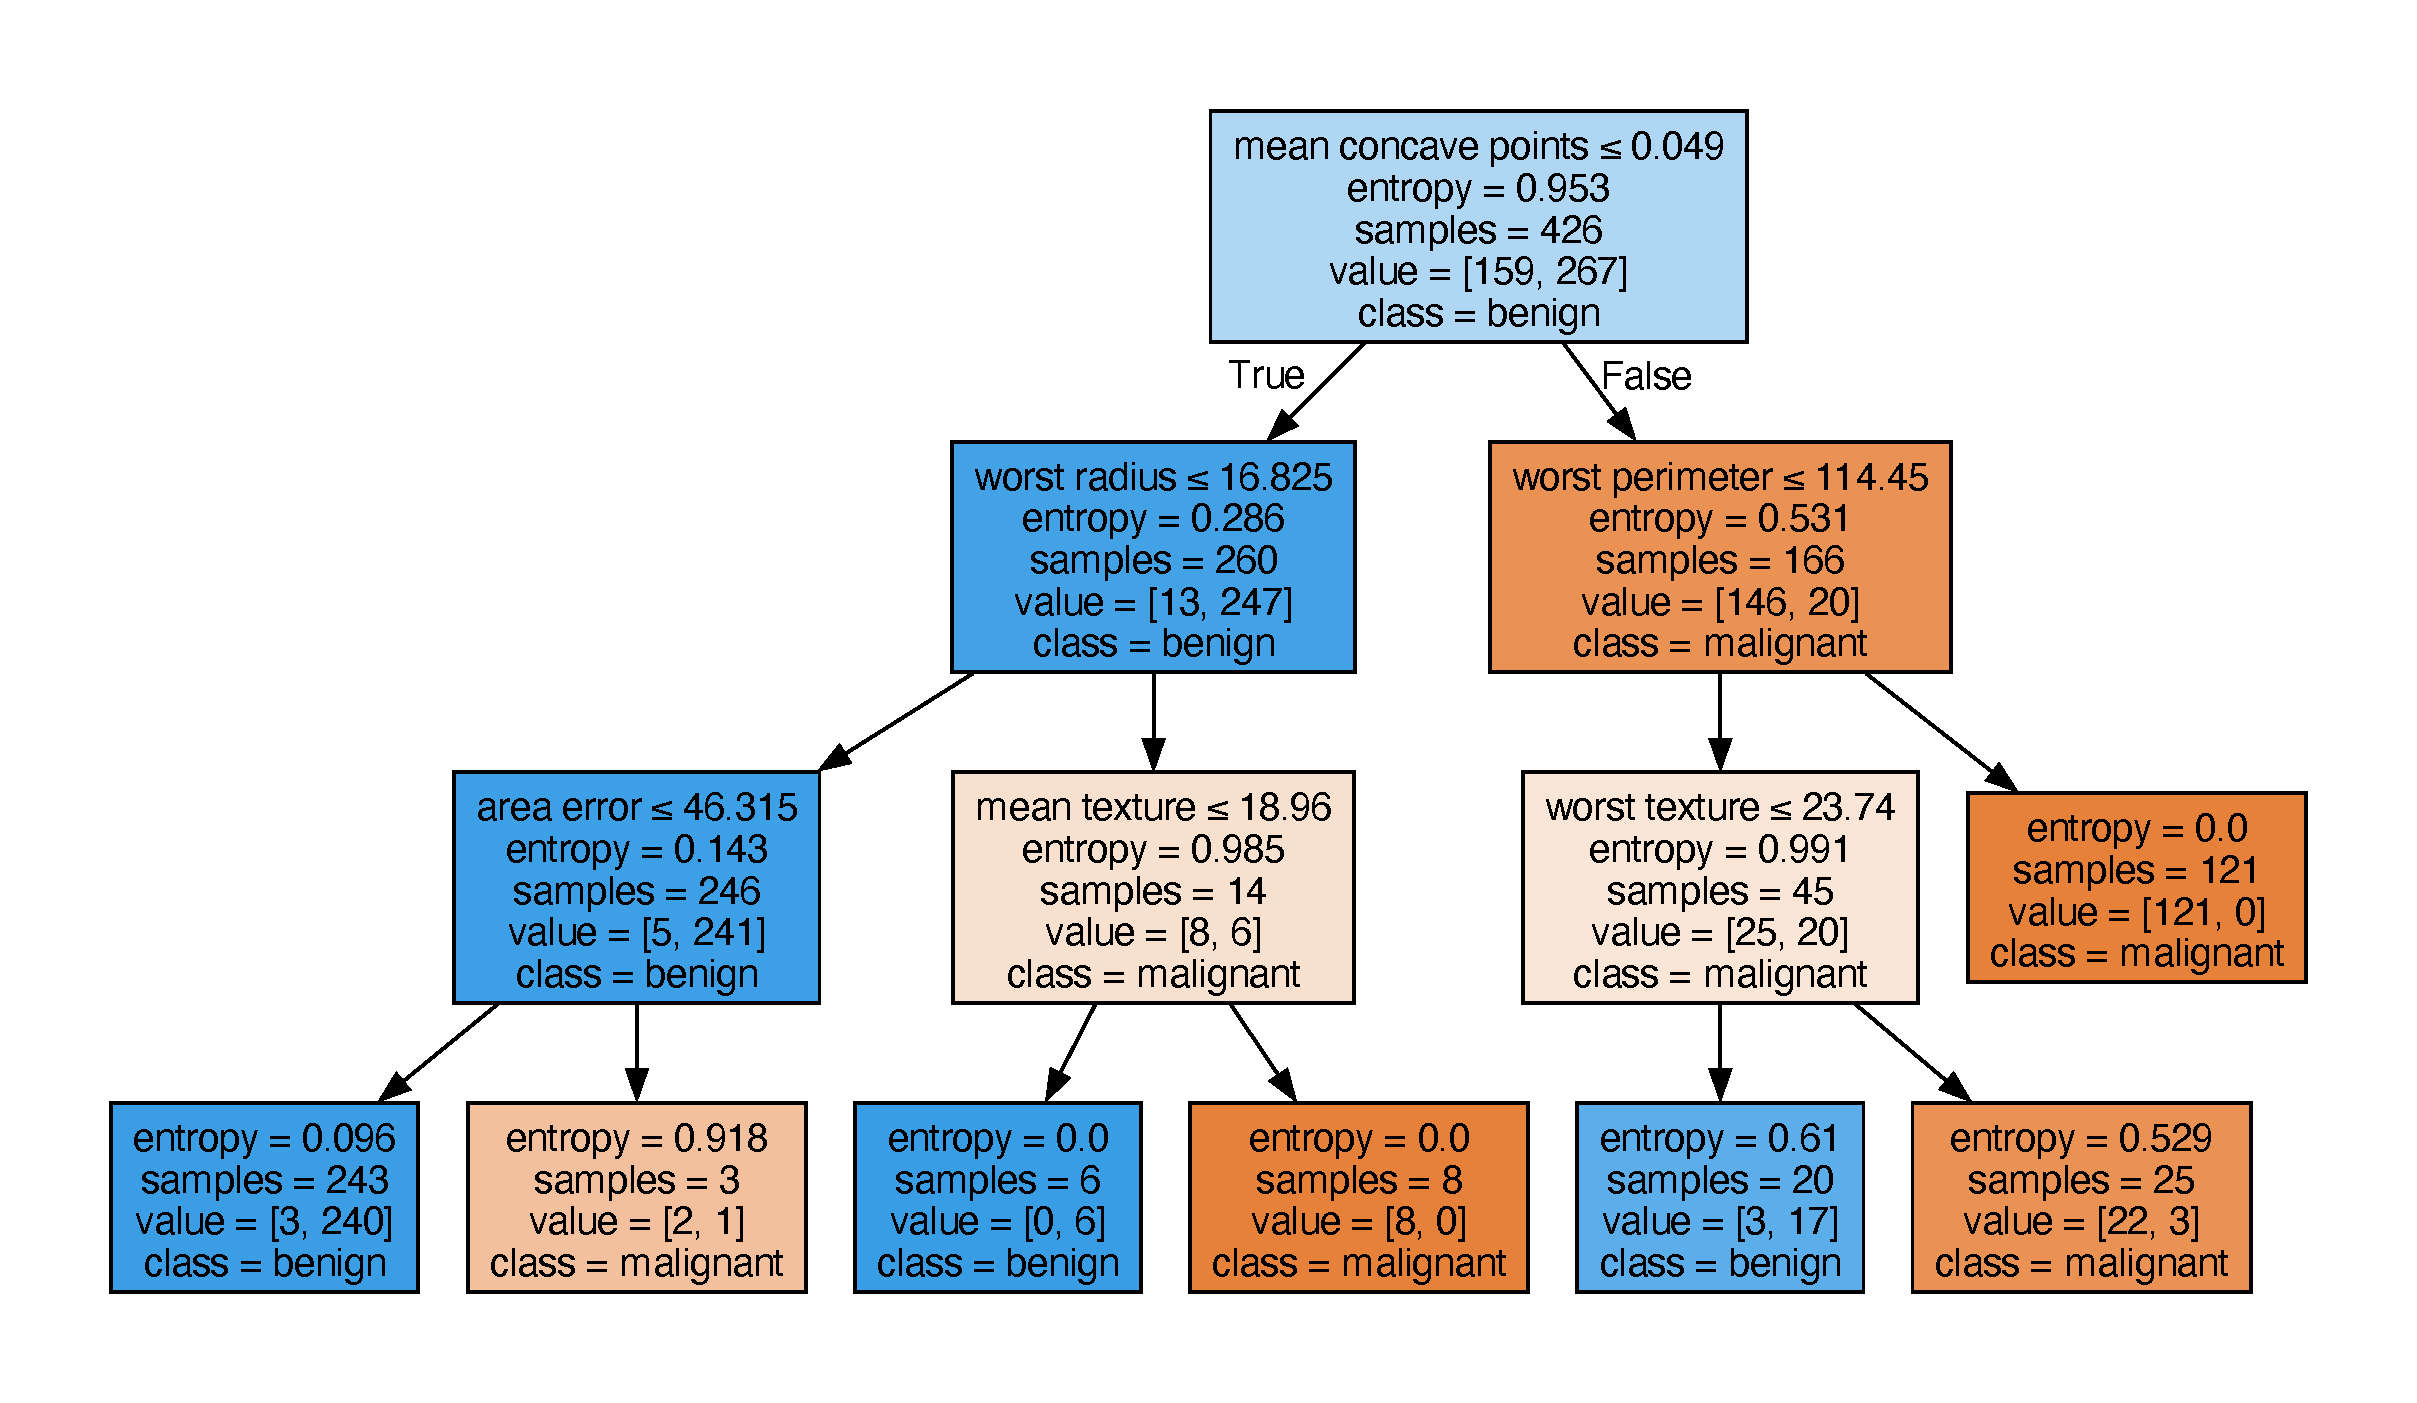 mean concave points ≤ 0.049
entropy = 0.953
samples = 426
value = [159, 267]
class = benign
True
False
worst radius ≤ 16.825
entropy = 0.286
samples = 260
value = [13, 247]
class = benign
worst perimeter ≤ 114.45
entropy = 0.531
samples = 166
value = [146, 20]
class = malignant
area error ≤ 46.315
entropy = 0.143
samples = 246
value = [5, 241]
class = benign
mean texture ≤ 18.96
entropy = 0.985
samples = 14
value = [8, 6]
class = malignant
worst texture ≤ 23.74
entropy = 0.991
samples = 45
value = [25, 20]
class = malignant
entropy = 0.0
samples = 121
value = [121, 0]
class = malignant
entropy = 0.096
samples = 243
value = [3, 240]
class = benign
entropy = 0.918
samples = 3
value = [2, 1]
class = malignant
entropy = 0.0
samples = 6
value = [0, 6]
class = benign
entropy = 0.0
samples = 8
value = [8, 0]
class = malignant
entropy = 0.61
samples = 20
value = [3, 17]
class = benign
entropy = 0.529
samples = 25
value = [22, 3]
class = malignant